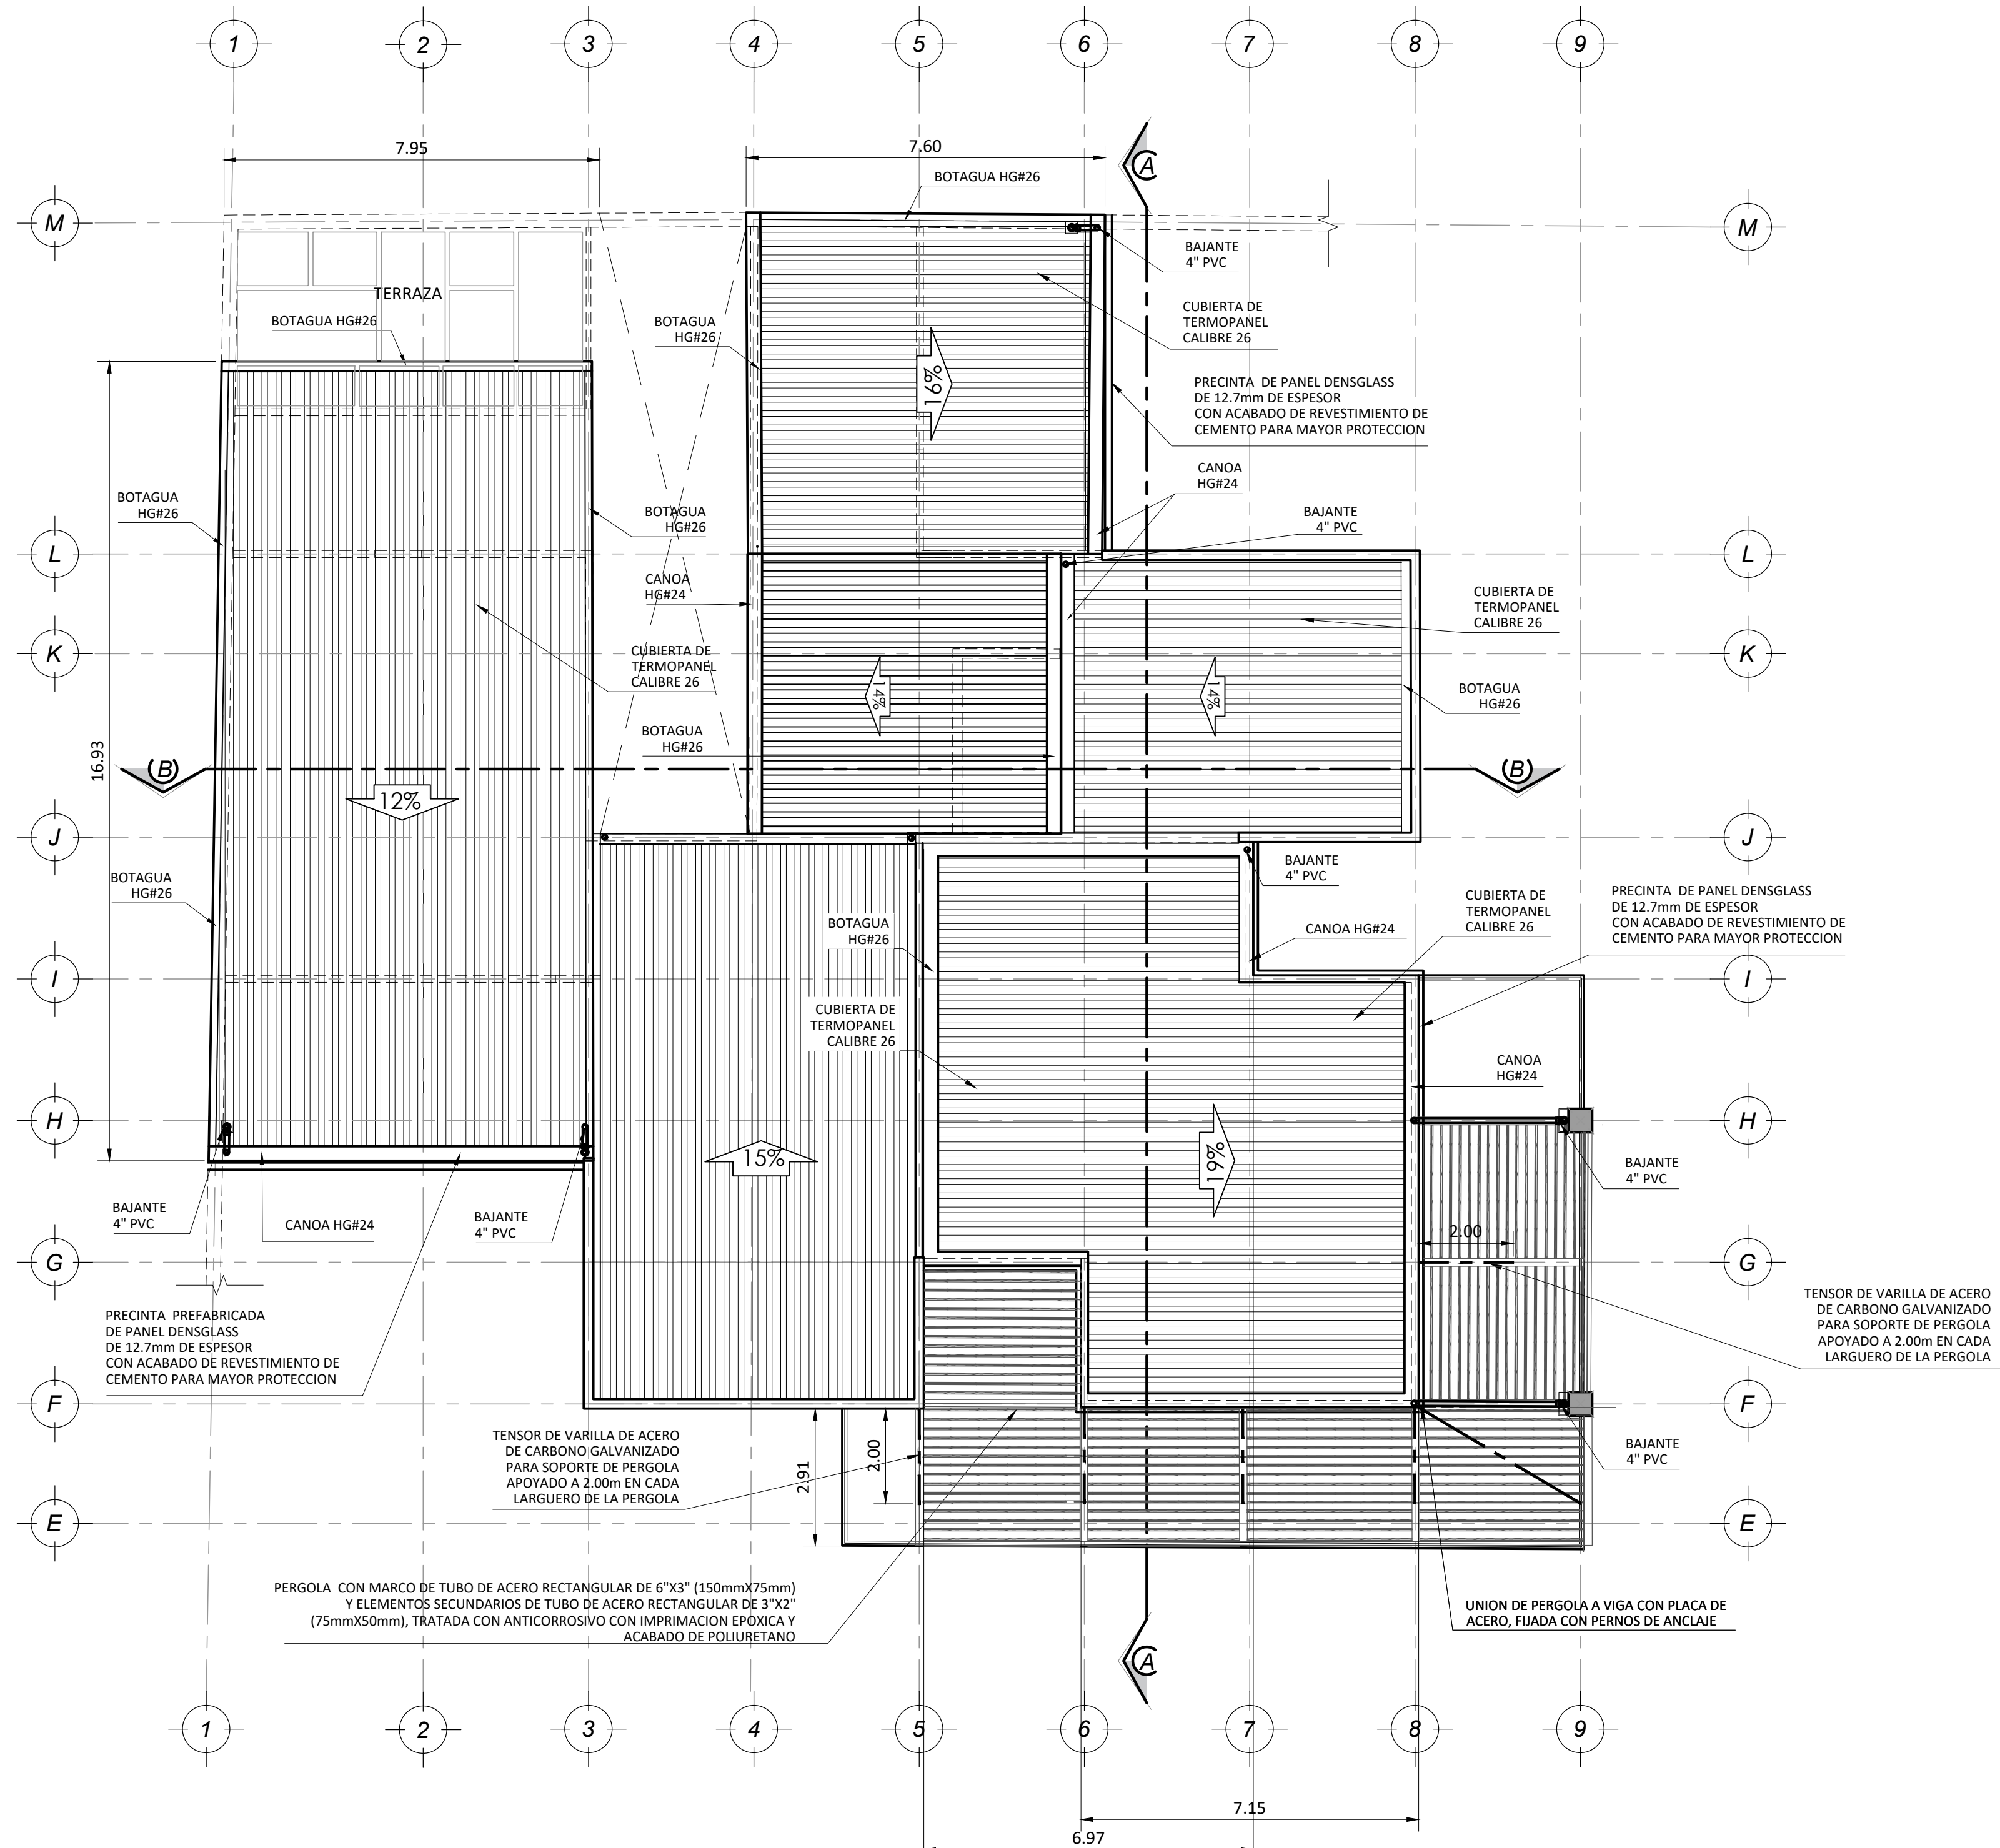 1 2 3 4 5 6 7 8 9
7.95
7.60
A
BOTAGUA HG#26
M
M
BAJANTE
4" PVC
TERRAZA
BOTAGUA HG#26
BOTAGUA
HG#26
CUBIERTA DE
TERMOPANEL
CALIBRE 26
16%
PRECINTA DE PANEL DENSGLASS
DE 12.7mm DE ESPESOR
CON ACABADO DE REVESTIMIENTO DE
CEMENTO PARA MAYOR PROTECCION
CANOA
HG#24
BOTAGUA
HG#26
BOTAGUA
HG#26
BAJANTE
4" PVC
L
L
CANOA
HG#24
CUBIERTA DE
TERMOPANEL
CALIBRE 26
K
K
CUBIERTA DE
TERMOPANEL
CALIBRE 26
14%
14%
BOTAGUA
HG#26
BOTAGUA
HG#26
16.93
B
B
12%
J
J
BAJANTE
4" PVC
BOTAGUA
HG#26
PRECINTA DE PANEL DENSGLASS
DE 12.7mm DE ESPESOR
CON ACABADO DE REVESTIMIENTO DE
CEMENTO PARA MAYOR PROTECCION
CUBIERTA DE
TERMOPANEL
CALIBRE 26
BOTAGUA
HG#26
CANOA HG#24
I
I
CUBIERTA DE
TERMOPANEL
CALIBRE 26
CANOA
HG#24
H
H
15%
19%
BAJANTE
4" PVC
BAJANTE
4" PVC
CANOA HG#24
BAJANTE
4" PVC
2.00
G
G
TENSOR DE VARILLA DE ACERO
DE CARBONO GALVANIZADO
PARA SOPORTE DE PERGOLA
APOYADO A 2.00m EN CADA
LARGUERO DE LA PERGOLA
PRECINTA PREFABRICADA
DE PANEL DENSGLASS
DE 12.7mm DE ESPESOR
CON ACABADO DE REVESTIMIENTO DE
CEMENTO PARA MAYOR PROTECCION
F
F
TENSOR DE VARILLA DE ACERO
DE CARBONO GALVANIZADO
PARA SOPORTE DE PERGOLA
APOYADO A 2.00m EN CADA
LARGUERO DE LA PERGOLA
2.91
2.00
BAJANTE
4" PVC
E
E
PERGOLA CON MARCO DE TUBO DE ACERO RECTANGULAR DE 6"X3" (150mmX75mm)
Y ELEMENTOS SECUNDARIOS DE TUBO DE ACERO RECTANGULAR DE 3"X2"
(75mmX50mm), TRATADA CON ANTICORROSIVO CON IMPRIMACION EPOXICA Y
ACABADO DE POLIURETANO
UNION DE PERGOLA A VIGA CON PLACA DE
ACERO, FIJADA CON PERNOS DE ANCLAJE
A
1 2 3 4 5 6 7 8 9
7.15
6.97